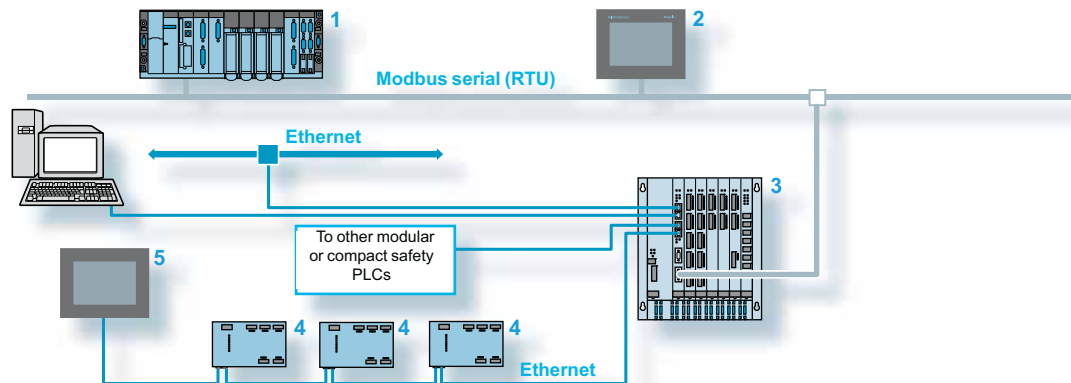 1
2
Modbus serial (RTU)
Ethernet
3
To other modular
or compact safety
PLCs
5
4
4
4
Ethernet